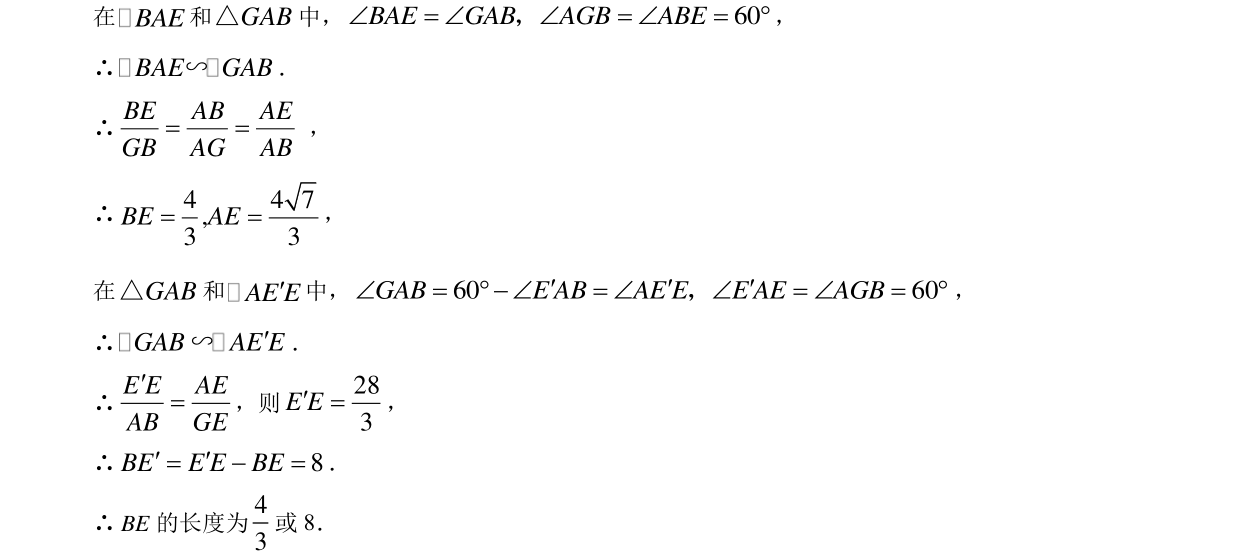 在□BAE和△GAB中，∠BAE=∠GAB，∠AGB=∠ABE=60°，
∴□BAE∽□GAB．
∴BE/GB=AB/AG=AE/AB，
∴BE=4/3,AE=4√7/3，
在△GAB和□AE′E中，∠GAB=60°−∠E′AB=∠AE′E，∠E′AE=∠AGB=60°，
∴□GAB∽□AE′E．
∴E′E/AB=AE/GE，则E′E=28/3，
∴BE′=E′E−BE=8．
∴BE的长度为4/3或8．